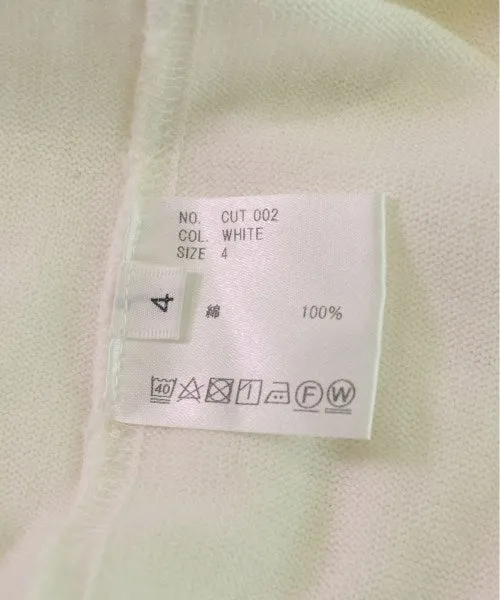 NO. CUT 002
COL. WHITE
SIZE 4
4
綿 100%
40 F W